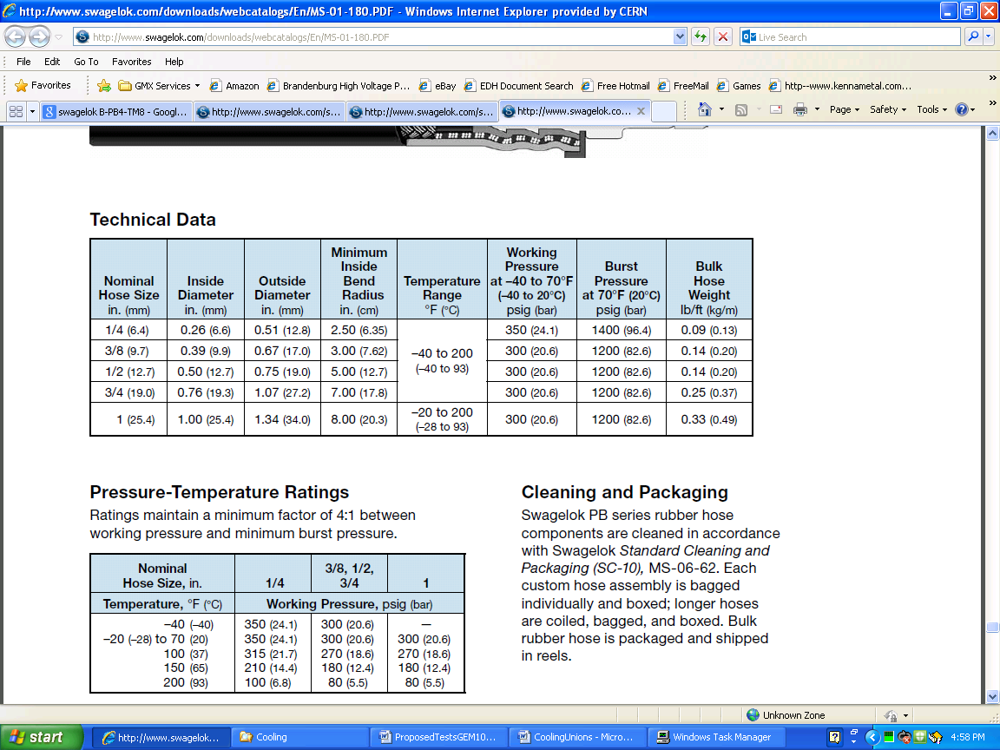 http://www.swagelok.com/downloads/webcatalogs/En/MS-01-180.PDF - Windows Internet Explorer provided by CERN
http://www.swagelok.com/downloads/webcatalogs/En/MS-01-180.PDF
Live Search
File Edit Go To Favorites Help
Favorites GMX Services Amazon Brandenburg High Voltage P... eBay EDH Document Search Free Hotmail FreeMail Games http--www.kennametal.com...
swagelok B-PB4-TM8 - Googl... http://www.swagelok.com/s... http://www.swagelok.com/s... http://www.swagelok.co... Page Safety Tools
Technical Data
Nominal Hose Size in. (mm) Inside Diameter in. (mm) Outside Diameter in. (mm) Minimum Inside Bend Radius in. (cm) Temperature Range °F (°C) Working Pressure at –40 to 70°F (–40 to 20°C) psig (bar) Burst Pressure at 70°F (20°C) psig (bar) Bulk Hose Weight lb/ft (kg/m)
1/4 (6.4) 0.26 (6.6) 0.51 (12.8) 2.50 (6.35) –40 to 200 (–40 to 93) 350 (24.1) 1400 (96.4) 0.09 (0.13)
3/8 (9.7) 0.39 (9.9) 0.67 (17.0) 3.00 (7.62) 300 (20.6) 1200 (82.6) 0.14 (0.20)
1/2 (12.7) 0.50 (12.7) 0.75 (19.0) 5.00 (12.7) 300 (20.6) 1200 (82.6) 0.14 (0.20)
3/4 (19.0) 0.76 (19.3) 1.07 (27.2) 7.00 (17.8) 300 (20.6) 1200 (82.6) 0.25 (0.37)
1 (25.4) 1.00 (25.4) 1.34 (34.0) 8.00 (20.3) –20 to 200 (–28 to 93) 300 (20.6) 1200 (82.6) 0.33 (0.49)
Pressure-Temperature Ratings
Ratings maintain a minimum factor of 4:1 between
working pressure and minimum burst pressure.
Nominal Hose Size, in. 1/4 3/8, 1/2, 3/4 1
Temperature, °F (°C) Working Pressure, psig (bar)
–40 (–40) 350 (24.1) 300 (20.6) —
–20 (–28) to 70 (20) 350 (24.1) 300 (20.6) 300 (20.6)
100 (37) 315 (21.7) 270 (18.6) 270 (18.6)
150 (65) 210 (14.4) 180 (12.4) 180 (12.4)
200 (93) 100 (6.8) 80 (5.5) 80 (5.5)
Cleaning and Packaging
Swagelok PB series rubber hose
components are cleaned in accordance
with Swagelok Standard Cleaning and
Packaging (SC-10), MS-06-62. Each
custom hose assembly is bagged
individually and boxed; longer hoses
are coiled, bagged, and boxed. Bulk
rubber hose is packaged and shipped
in reels.
Unknown Zone
start http://www.swagelok... Cooling ProposedTestsGEM10... CoolingUnions - Micro... Windows Task Manager 4:58 PM